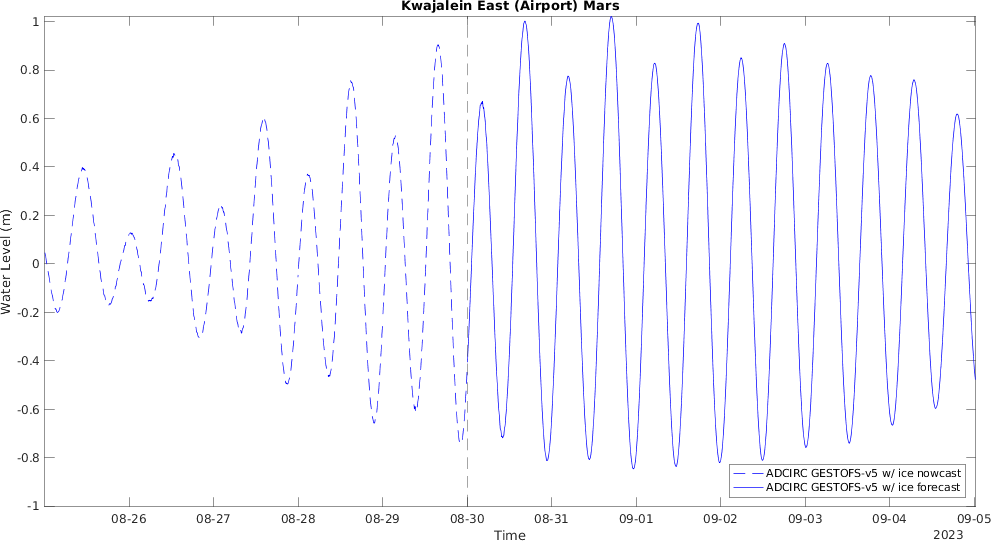 Kwajalein East (Airport) Mars
1
0.8
0.6
0.4
0.2
0
-0.2
-0.4
-0.6
-0.8
-1
Water Level (m)
ADCIRC GESTOFS-v5 w/ ice nowcast
ADCIRC GESTOFS-v5 w/ ice forecast
08-26 08-27 08-28 08-29 08-30 08-31 09-01 09-02 09-03 09-04 09-05
Time
2023